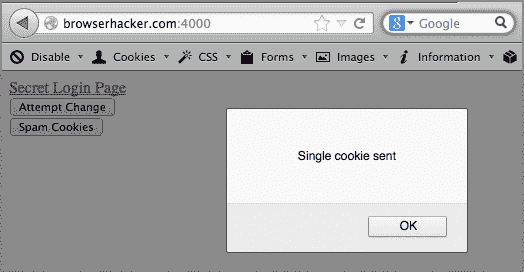 browserhacker.com:4000
Google
Disable Cookies CSS Forms Images Information
Secret Login Page
Attempt Change
Spam Cookies
Single cookie sent
OK